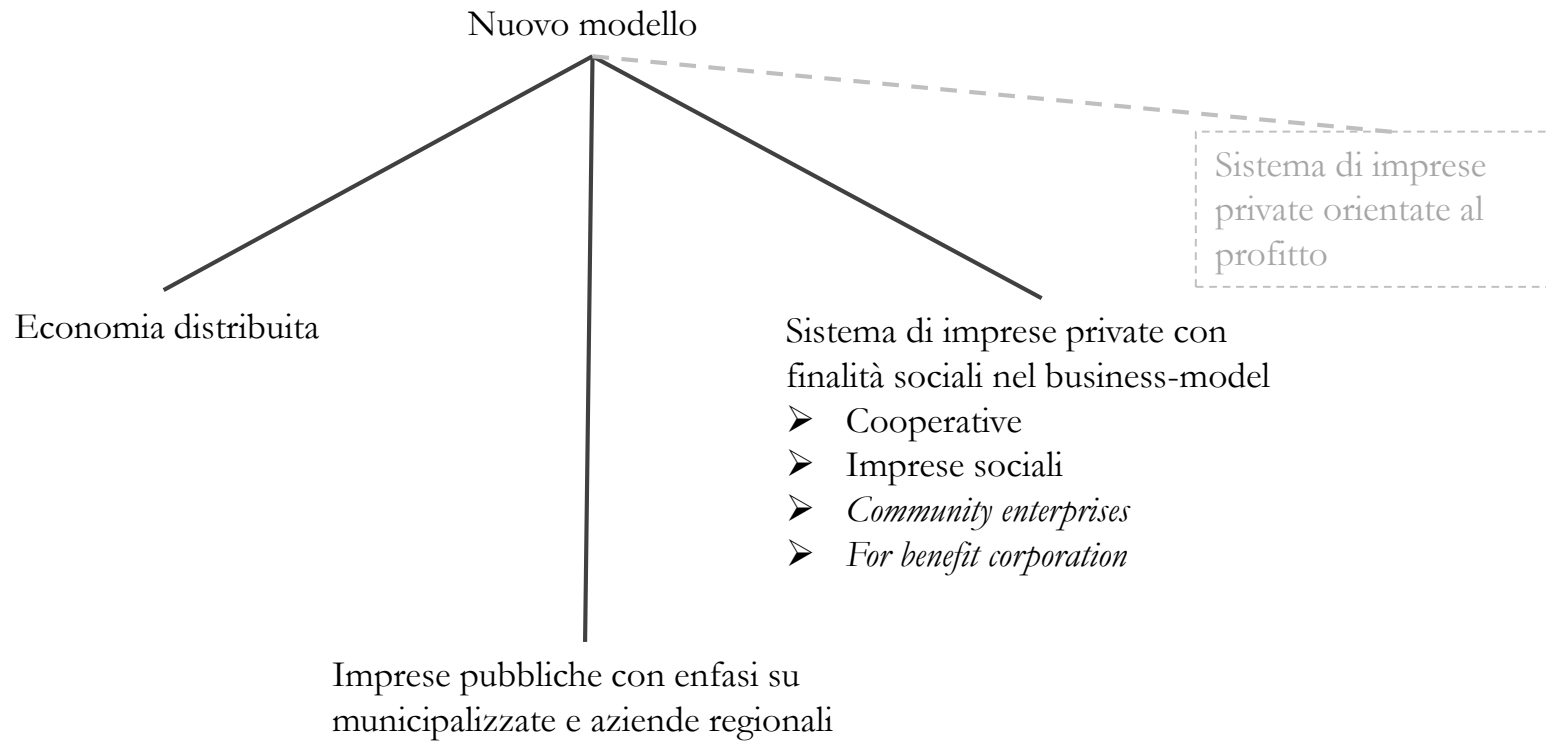 Nuovo modello
Sistema di imprese
private orientate al
profitto
Economia distribuita
Sistema di imprese private con
finalità sociali nel business-model
➢ Cooperative
➢ Imprese sociali
➢ Community enterprises
➢ For benefit corporation
Imprese pubbliche con enfasi su
municipalizzate e aziende regionali